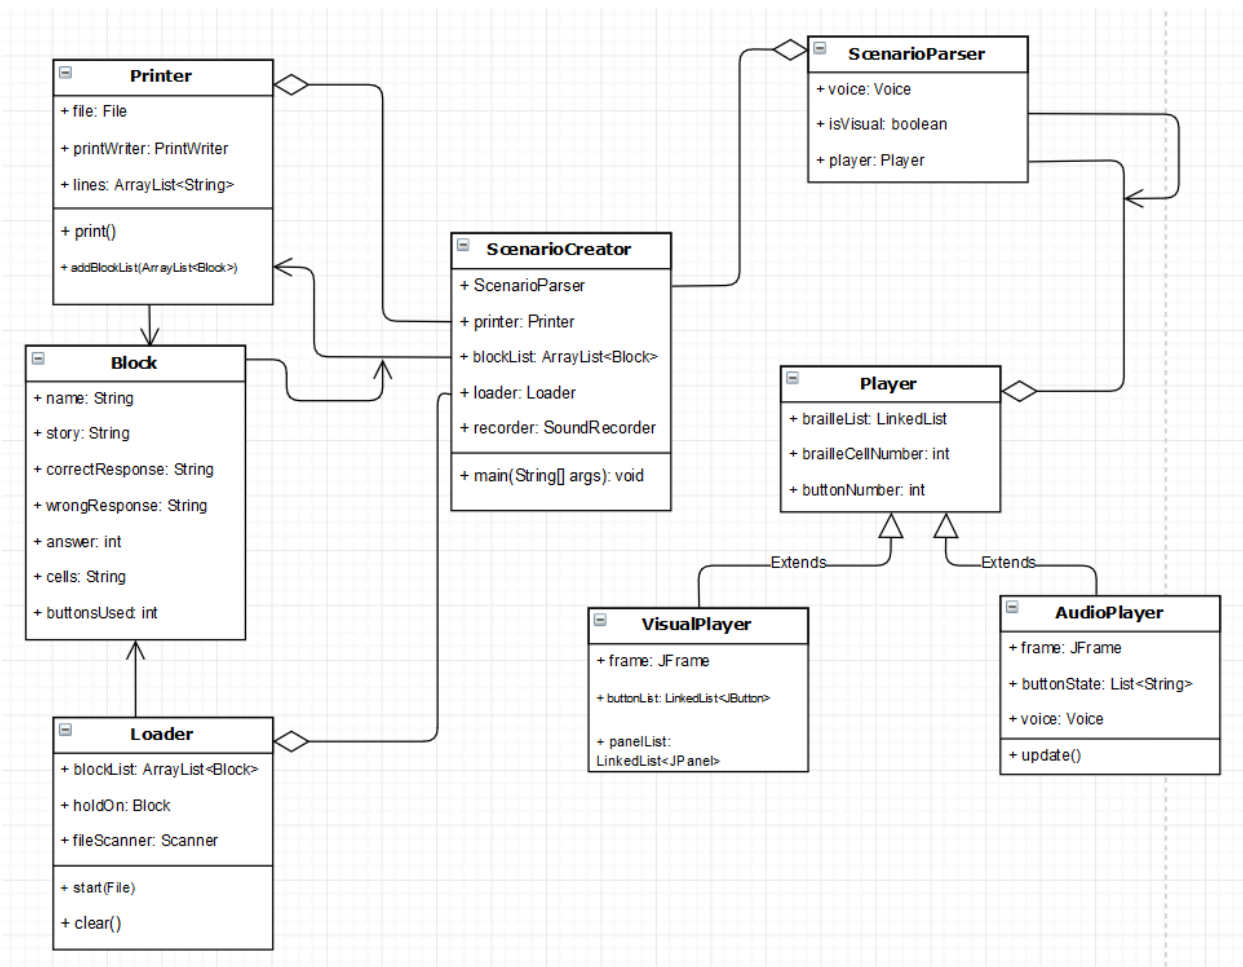 Printer
+ file: File
+ printWriter: PrintWriter
+ lines: ArrayList<String>
+ print()
+ addBlockList(ArrayList<Block>)
ScenarioParser
+ voice: Voice
+ isVisual: boolean
+ player: Player
ScenarioCreator
+ ScenarioParser
+ printer: Printer
+ blockList: ArrayList<Block>
+ loader: Loader
+ recorder: SoundRecorder
+ main(String[] args): void
Block
+ name: String
+ story: String
+ correctResponse: String
+ wrongResponse: String
+ answer: int
+ cells: String
+ buttonsUsed: int
Player
+ brailleList: LinkedList
+ brailleCellNumber: int
+ buttonNumber: int
Extends
Extends
VisualPlayer
+ frame: JFrame
+ buttonList: LinkedList<JButton>
+ panelList:
LinkedList<JPanel>
AudioPlayer
+ frame: JFrame
+ buttonState: List<String>
+ voice: Voice
+ update()
Loader
+ blockList: ArrayList<Block>
+ holdOn: Block
+ fileScanner: Scanner
+ start(File)
+ clear()